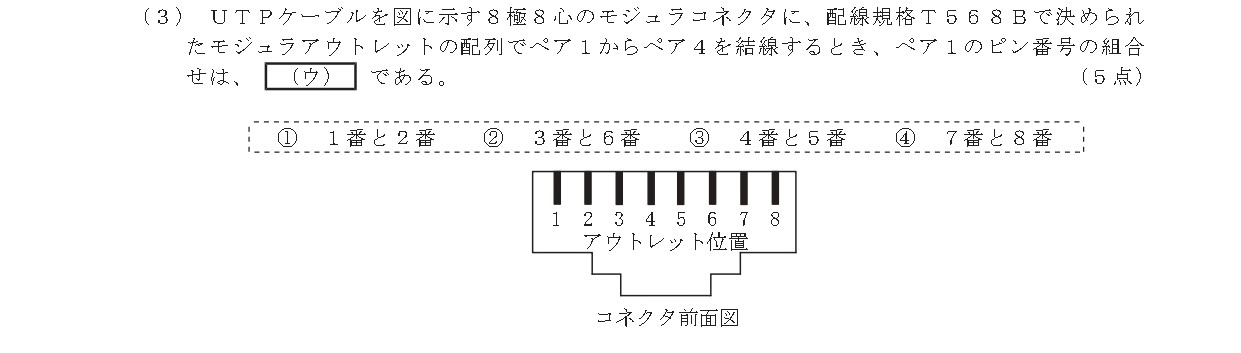 （３） ＵＴＰケーブルを図に示す８極８心のモジュラコネクタに、配線規格Ｔ５６８Ｂで決められ
たモジュラアウトレットの配列でペア１からペア４を結線するとき、ペア１のピン番号の組合
せは、 （ウ） である。 （５点）
① １番と２番 ② ３番と６番 ③ ４番と５番 ④ ７番と８番
1 2 3 4 5 6 7 8
アウトレット位置
コネクタ前面図